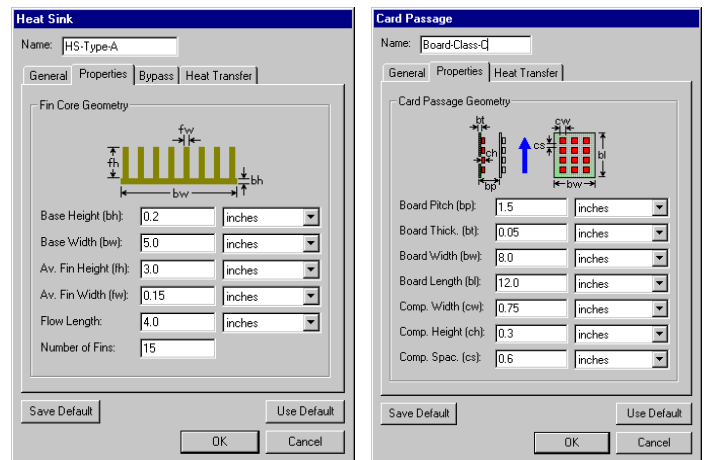 Heat Sink
Name: HS-Type-A
General Properties Bypass Heat Transfer
Fin Core Geometry
fw
fh
bh
bw
Base Height (bh): 0.2 inches
Base Width (bw): 5.0 inches
Av. Fin Height (fh): 3.0 inches
Av. Fin Width (fw): 0.15 inches
Flow Length: 4.0 inches
Number of Fins: 15
Save Default Use Default
OK Cancel
Card Passage
Name: Board-Class-C
General Properties Heat Transfer
Card Passage Geometry
bt cw
cs
ch bl
bp bw
Board Pitch (bp): 1.5 inches
Board Thick. (bt): 0.05 inches
Board Width (bw): 8.0 inches
Board Length (bl): 12.0 inches
Comp. Width (cw): 0.75 inches
Comp. Height (ch): 0.3 inches
Comp. Spac. (cs): 0.6 inches
Save Default Use Default
OK Cancel